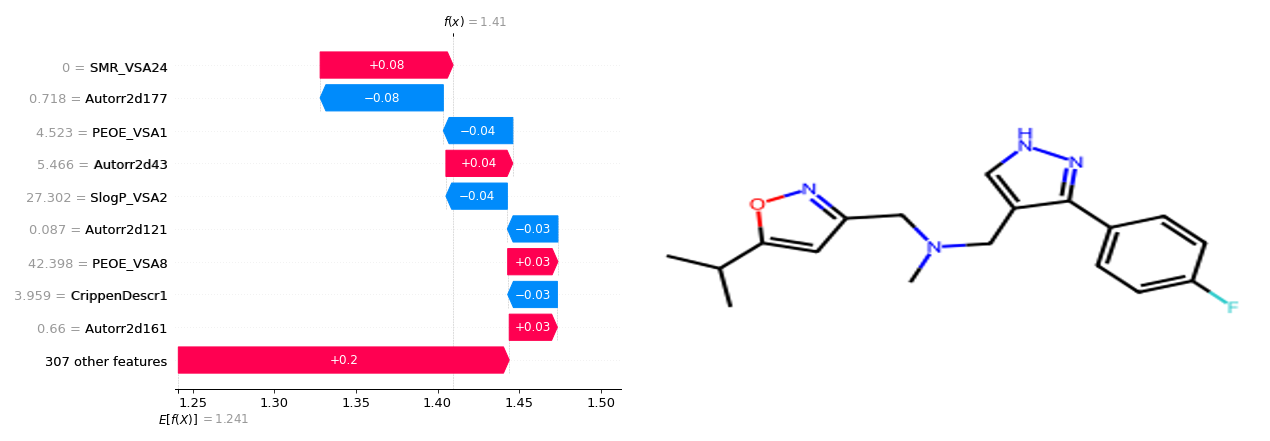 f(x) = 1.41
0 = SMR_VSA24
+0.08
0.718 = Autorr2d177
−0.08
4.523 = PEOE_VSA1
−0.04
5.466 = Autorr2d43
+0.04
27.302 = SlogP_VSA2
−0.04
0.087 = Autorr2d121
−0.03
42.398 = PEOE_VSA8
+0.03
3.959 = CrippenDescr1
−0.03
0.66 = Autorr2d161
+0.03
307 other features
+0.2
1.25 1.30 1.35 1.40 1.45 1.50
E[f(X)] = 1.241
H
N
N
N
O
N
F